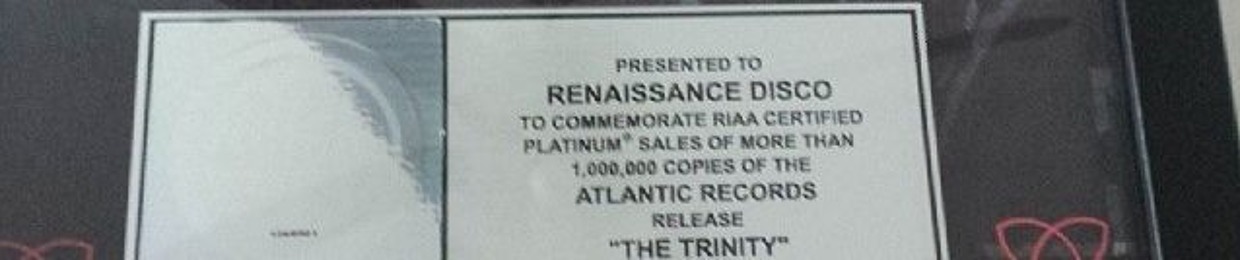 PRESENTED TO
RENAISSANCE DISCO
TO COMMEMORATE RIAA CERTIFIED
PLATINUM® SALES OF MORE THAN
1,000,000 COPIES OF THE
ATLANTIC RECORDS
RELEASE
"THE TRINITY"